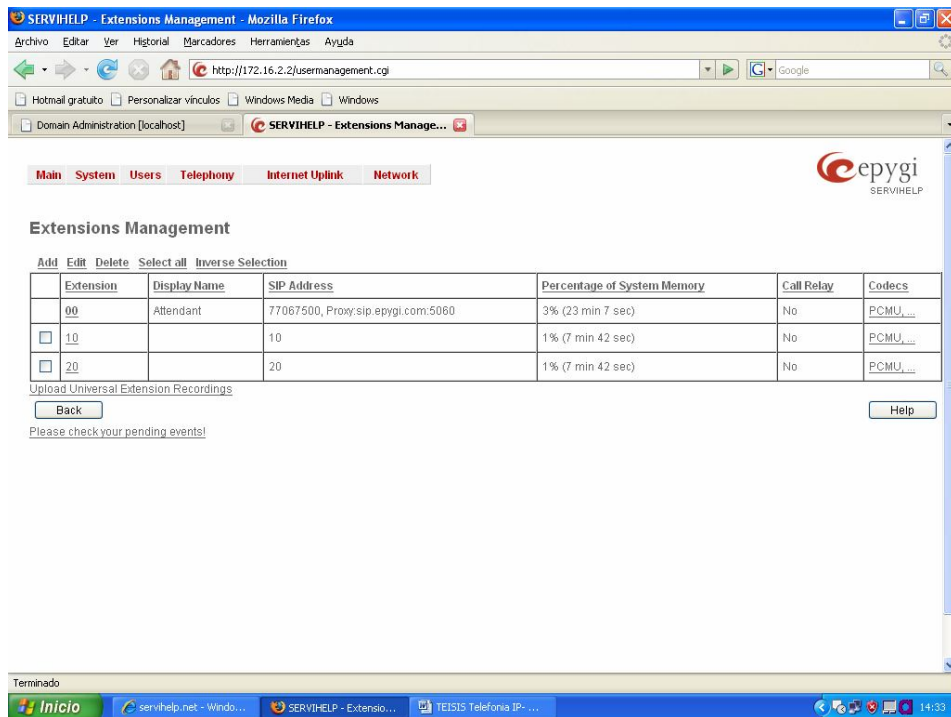 SERVIHELP - Extensions Management - Mozilla Firefox
Archivo Editar Ver Historial Marcadores Herramientas Ayuda
http://172.16.2.2/usermanagement.cgi
Google
Hotmail gratuito Personalizar vínculos Windows Media Windows
Domain Administration [localhost] SERVIHELP - Extensions Manage...
Main System Users Telephony Internet Uplink Network
epygi
SERVIHELP
Extensions Management
Add Edit Delete Select all Inverse Selection
Extension Display Name SIP Address Percentage of System Memory Call Relay Codecs
00 Attendant 77067500, Proxy:sip.epygi.com:5060 3% (23 min 7 sec) No PCMU, ...
10 10 1% (7 min 42 sec) No PCMU, ...
20 20 1% (7 min 42 sec) No PCMU, ...
Upload Universal Extension Recordings
Back Help
Please check your pending events!
Terminado
Inicio servihelp.net - Windo... SERVIHELP - Extensio... TEISIS Telefonia IP- ... 14:33